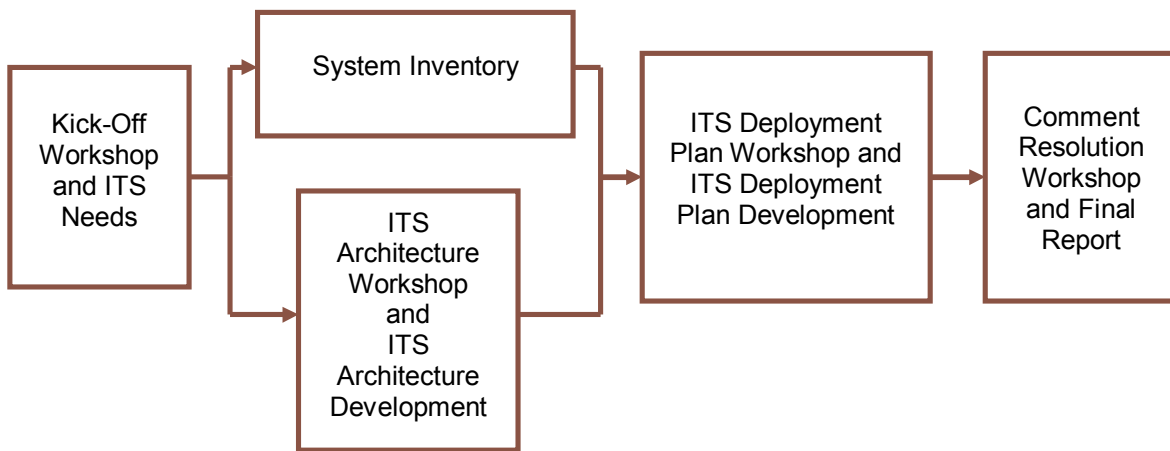 Kick-Off
Workshop
and ITS
Needs
System Inventory
ITS
Architecture
Workshop
and
ITS
Architecture
Development
ITS Deployment
Plan Workshop and
ITS Deployment
Plan Development
Comment
Resolution
Workshop
and Final
Report